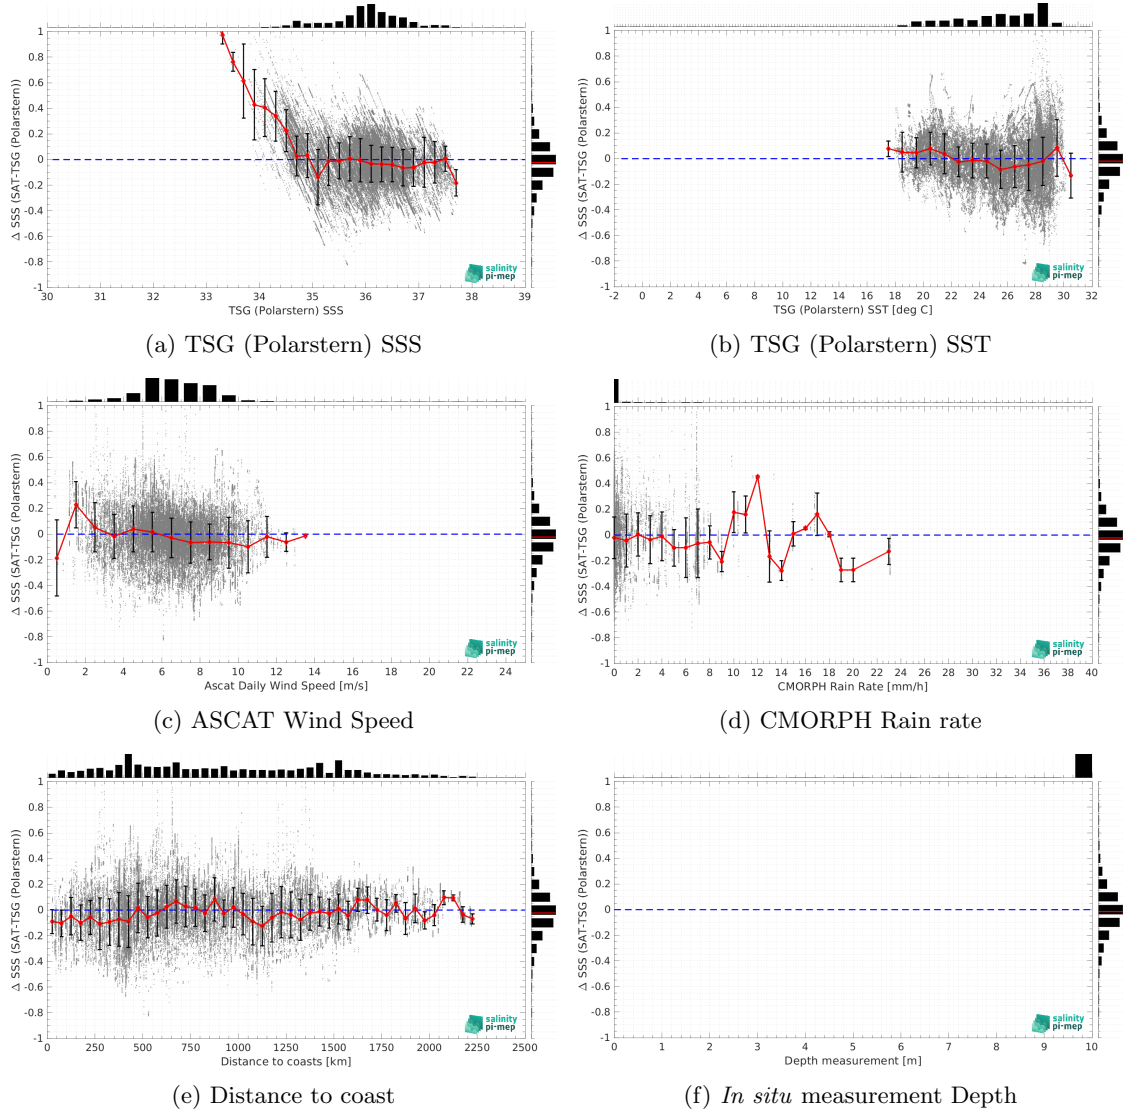 1
0.8
0.6
0.4
0.2
0
-0.2
-0.4
-0.6
-0.8
-1
Δ SSS (SAT-TSG (Polarstern))
30 31 32 33 34 35 36 37 38 39
TSG (Polarstern) SSS
salinity
pi-mep
(a) TSG (Polarstern) SSS
1
0.8
0.6
0.4
0.2
0
-0.2
-0.4
-0.6
-0.8
-1
Δ SSS (SAT-TSG (Polarstern))
-2 0 2 4 6 8 10 12 14 16 18 20 22 24 26 28 30 32
TSG (Polarstern) SST [deg C]
salinity
pi-mep
(b) TSG (Polarstern) SST
1
0.8
0.6
0.4
0.2
0
-0.2
-0.4
-0.6
-0.8
-1
Δ SSS (SAT-TSG (Polarstern))
0 2 4 6 8 10 12 14 16 18 20 22 24
Ascat Daily Wind Speed [m/s]
salinity
pi-mep
(c) ASCAT Wind Speed
1
0.8
0.6
0.4
0.2
0
-0.2
-0.4
-0.6
-0.8
-1
Δ SSS (SAT-TSG (Polarstern))
0 2 4 6 8 10 12 14 16 18 20 22 24 26 28 30 32 34 36 38 40
CMORPH Rain Rate [mm/h]
salinity
pi-mep
(d) CMORPH Rain rate
1
0.8
0.6
0.4
0.2
0
-0.2
-0.4
-0.6
-0.8
-1
Δ SSS (SAT-TSG (Polarstern))
0 250 500 750 1000 1250 1500 1750 2000 2250 2500
Distance to coasts [km]
salinity
pi-mep
(e) Distance to coast
1
0.8
0.6
0.4
0.2
0
-0.2
-0.4
-0.6
-0.8
-1
Δ SSS (SAT-TSG (Polarstern))
0 1 2 3 4 5 6 7 8 9 10
Depth measurement [m]
salinity
pi-mep
(f) In situ measurement Depth